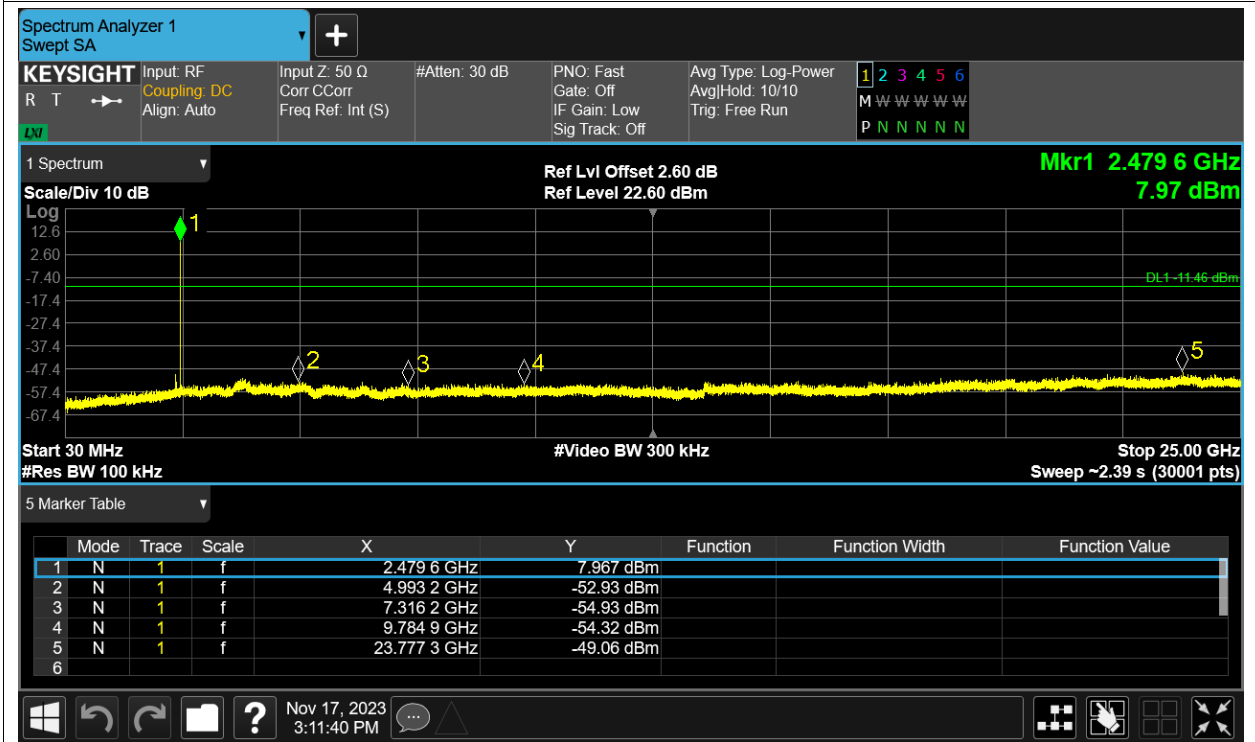 Spectrum Analyzer 1
Swept SA
+
KEYSIGHT
R T
LXI
Input: RF
Coupling: DC
Align: Auto
Input Z: 50 Ω
Corr CCorr
Freq Ref: Int (S)
#Atten: 30 dB
PNO: Fast
Gate: Off
IF Gain: Low
Sig Track: Off
Avg Type: Log-Power
Avg|Hold: 10/10
Trig: Free Run
1 2 3 4 5 6
M W W W W W
P N N N N N
1 Spectrum
Scale/Div 10 dB
Ref Lvl Offset 2.60 dB
Ref Level 22.60 dBm
Mkr1 2.479 6 GHz
7.97 dBm
Log
12.6
2.60
-7.40
-17.4
-27.4
-37.4
-47.4
-57.4
-67.4
1
2
3
4
5
DL1 -11.46 dBm
Start 30 MHz
#Video BW 300 kHz
Stop 25.00 GHz
#Res BW 100 kHz
Sweep ~2.39 s (30001 pts)
5 Marker Table
Mode Trace Scale X Y Function Function Width Function Value
1 N 1 f 2.479 6 GHz 7.967 dBm
2 N 1 f 4.993 2 GHz -52.93 dBm
3 N 1 f 7.316 2 GHz -54.93 dBm
4 N 1 f 9.784 9 GHz -54.32 dBm
5 N 1 f 23.777 3 GHz -49.06 dBm
6
?
Nov 17, 2023
3:11:40 PM